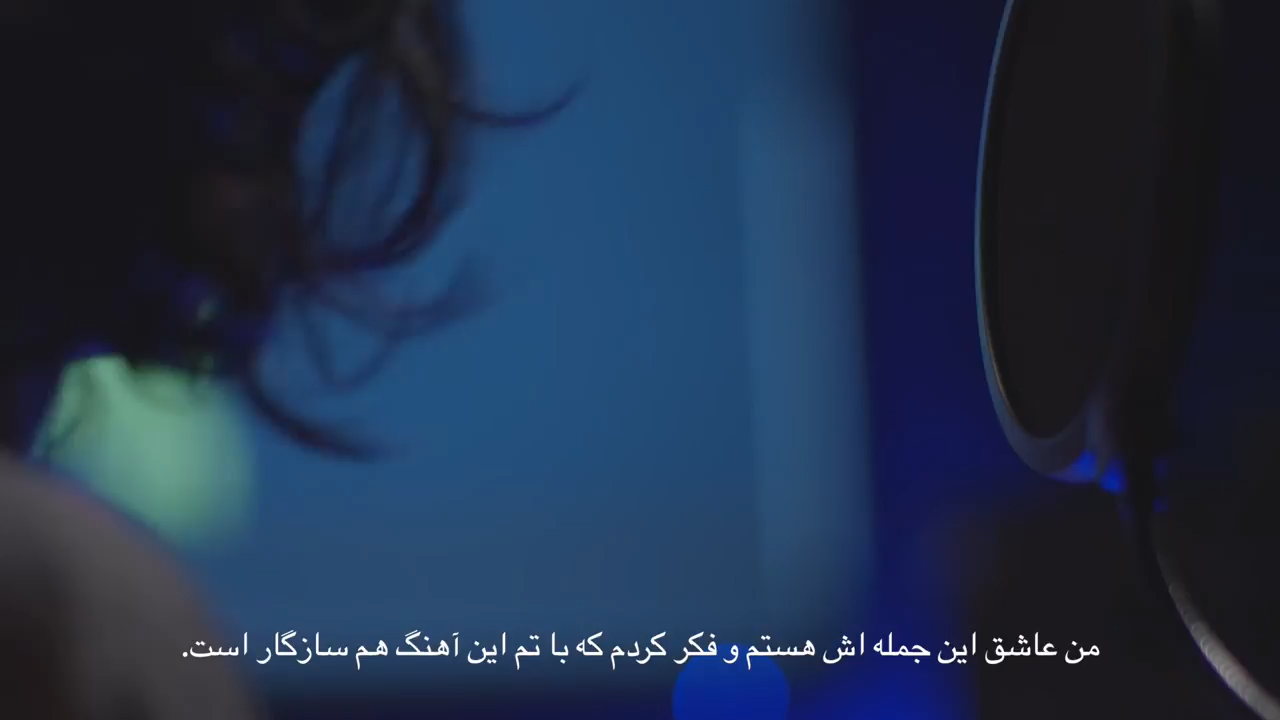 من عاشق این جمله اش هستم و فکر کردم که با تم این آهنگ هم سازگار است.